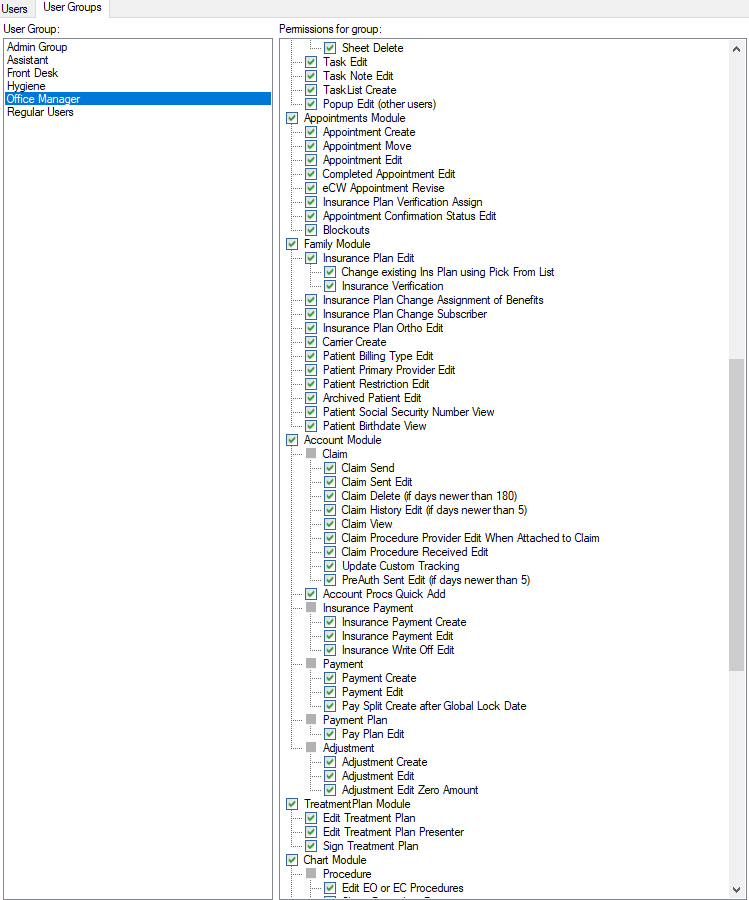 Users
User Groups
User Group:
Admin Group
Assistant
Front Desk
Hygiene
Office Manager
Regular Users
Permissions for group:
Sheet Delete
Task Edit
Task Note Edit
TaskList Create
Popup Edit (other users)
Appointments Module
Appointment Create
Appointment Move
Appointment Edit
Completed Appointment Edit
eCW Appointment Revise
Insurance Plan Verification Assign
Appointment Confirmation Status Edit
Blockouts
Family Module
Insurance Plan Edit
Change existing Ins Plan using Pick From List
Insurance Verification
Insurance Plan Change Assignment of Benefits
Insurance Plan Change Subscriber
Insurance Plan Ortho Edit
Carrier Create
Patient Billing Type Edit
Patient Primary Provider Edit
Patient Restriction Edit
Archived Patient Edit
Patient Social Security Number View
Patient Birthdate View
Account Module
Claim
Claim Send
Claim Sent Edit
Claim Delete (if days newer than 180)
Claim History Edit (if days newer than 5)
Claim View
Claim Procedure Provider Edit When Attached to Claim
Claim Procedure Received Edit
Update Custom Tracking
PreAuth Sent Edit (if days newer than 5)
Account Procs Quick Add
Insurance Payment
Insurance Payment Create
Insurance Payment Edit
Insurance Write Off Edit
Payment
Payment Create
Payment Edit
Pay Split Create after Global Lock Date
Payment Plan
Pay Plan Edit
Adjustment
Adjustment Create
Adjustment Edit
Adjustment Edit Zero Amount
TreatmentPlan Module
Edit Treatment Plan
Edit Treatment Plan Presenter
Sign Treatment Plan
Chart Module
Procedure
Edit EO or EC Procedures